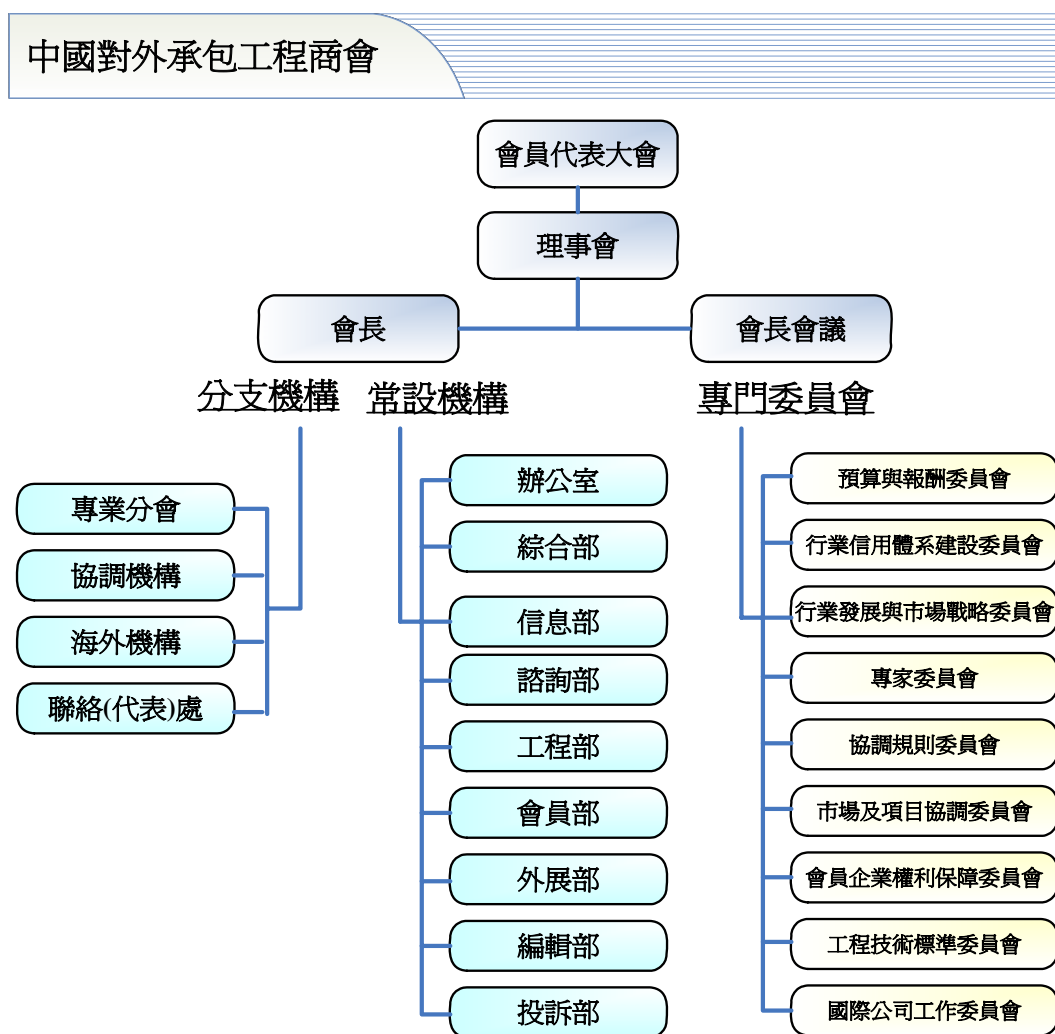 中國對外承包工程商會
會員代表大會
理事會
會長
會長會議
分支機構
常設機構
專門委員會
專業分會
協調機構
海外機構
聯絡(代表)處
辦公室
綜合部
信息部
諮詢部
工程部
會員部
外展部
編輯部
投訴部
預算與報酬委員會
行業信用體系建設委員會
行業發展與市場戰略委員會
專家委員會
協調規則委員會
市場及項目協調委員會
會員企業權利保障委員會
工程技術標準委員會
國際公司工作委員會